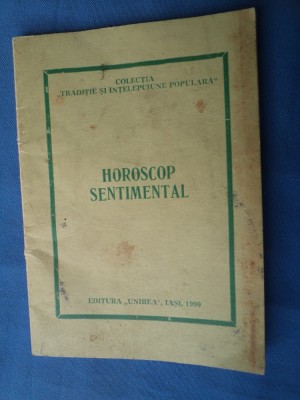 COLECȚIA
„TRADIȚIE ȘI ÎNȚELEPCIUNE POPULARĂ"
HOROSCOP
SENTIMENTAL
EDITURA „UNIREA", IAȘI, 1990